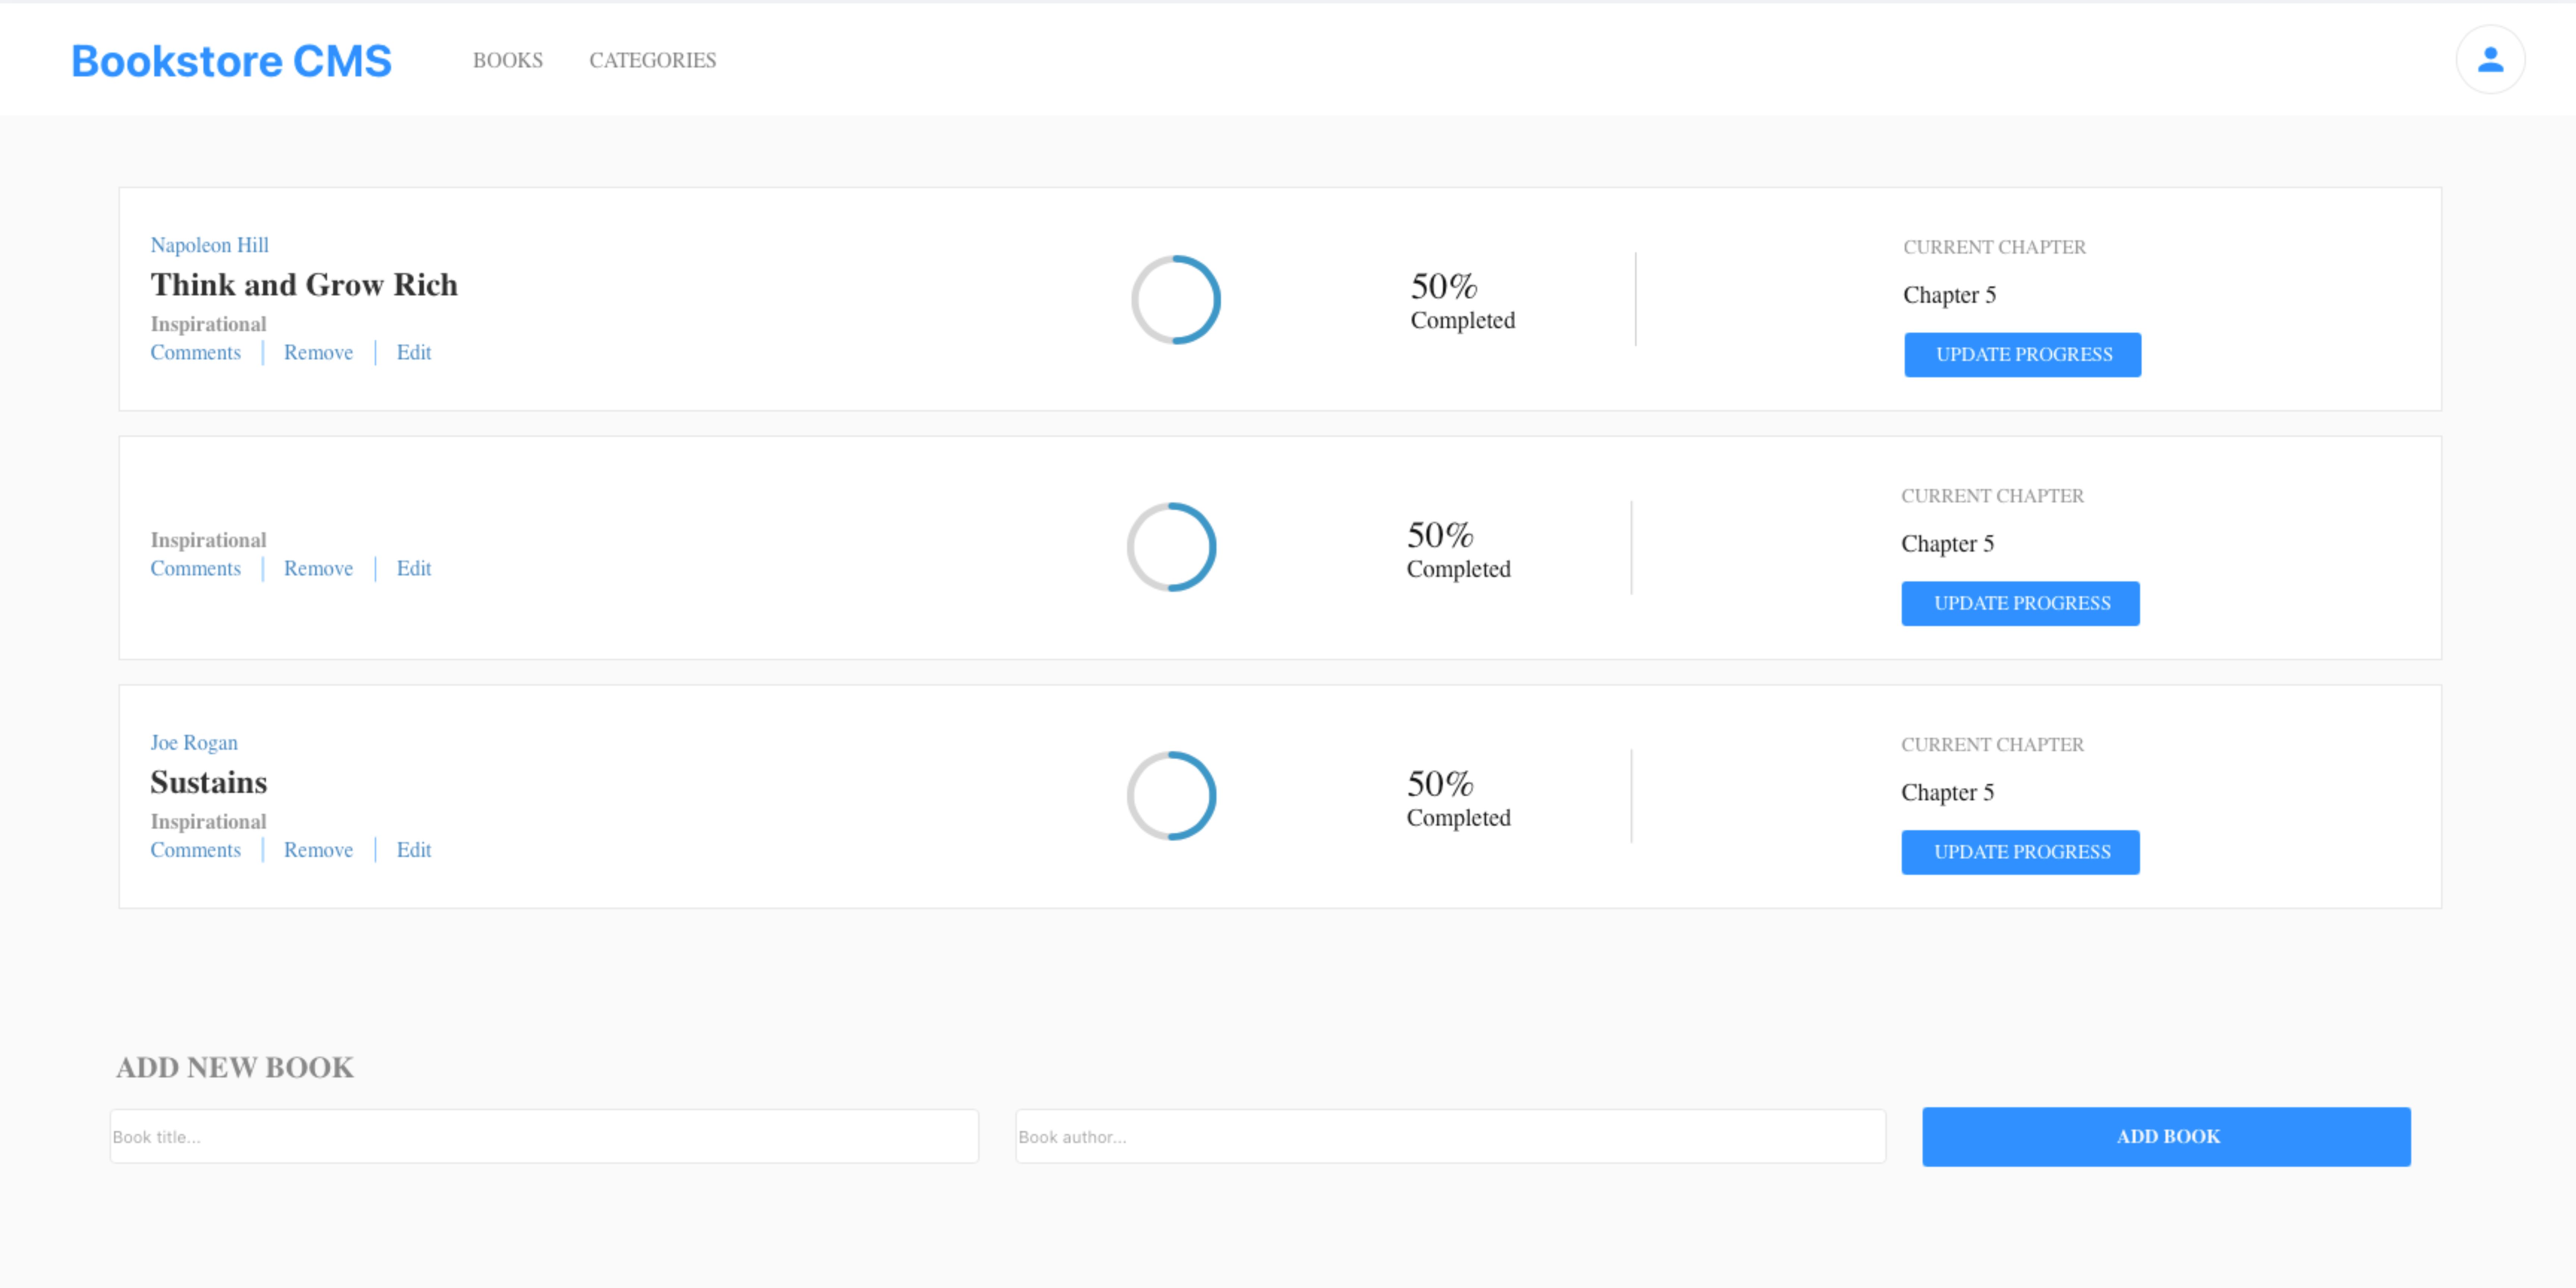 Bookstore CMS BOOKS CATEGORIES
Napoleon Hill
Think and Grow Rich
Inspirational
Comments Remove Edit
50%
Completed
CURRENT CHAPTER
Chapter 5
UPDATE PROGRESS
Inspirational
Comments Remove Edit
50%
Completed
CURRENT CHAPTER
Chapter 5
UPDATE PROGRESS
Joe Rogan
Sustains
Inspirational
Comments Remove Edit
50%
Completed
CURRENT CHAPTER
Chapter 5
UPDATE PROGRESS
ADD NEW BOOK
Book title...
Book author...
ADD BOOK